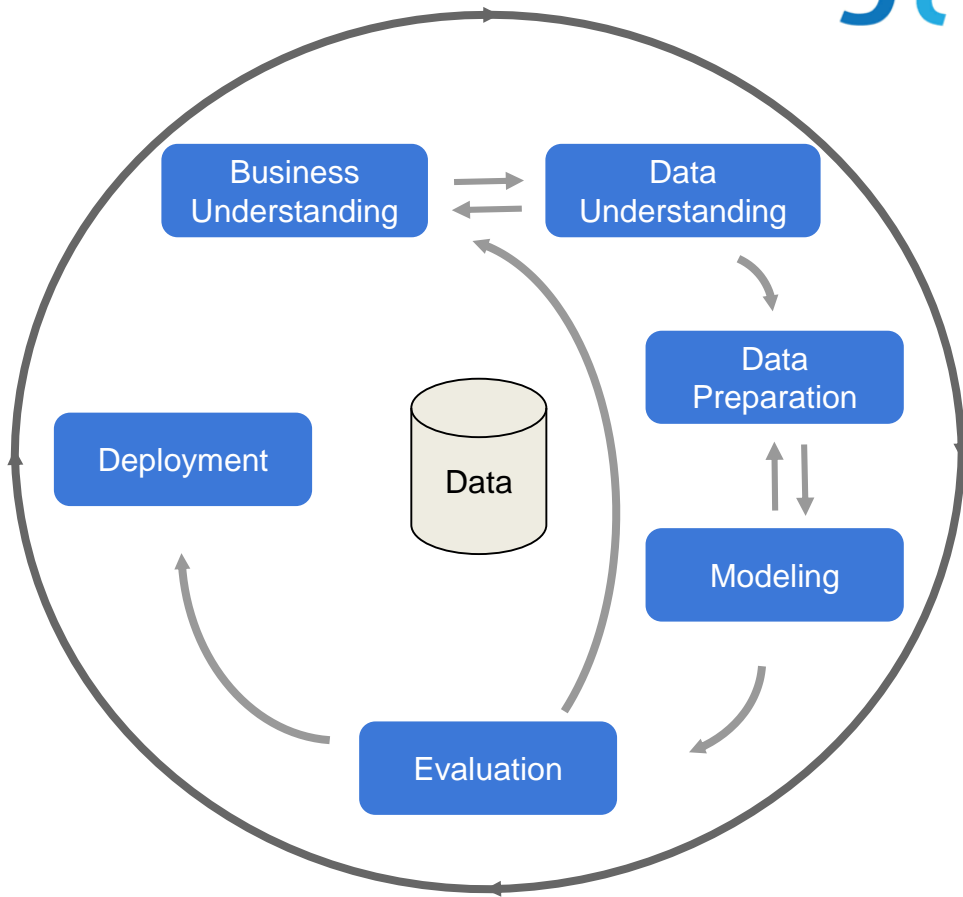 Business
Understanding
Data
Understanding
Data
Preparation
Deployment
Data
Modeling
Evaluation